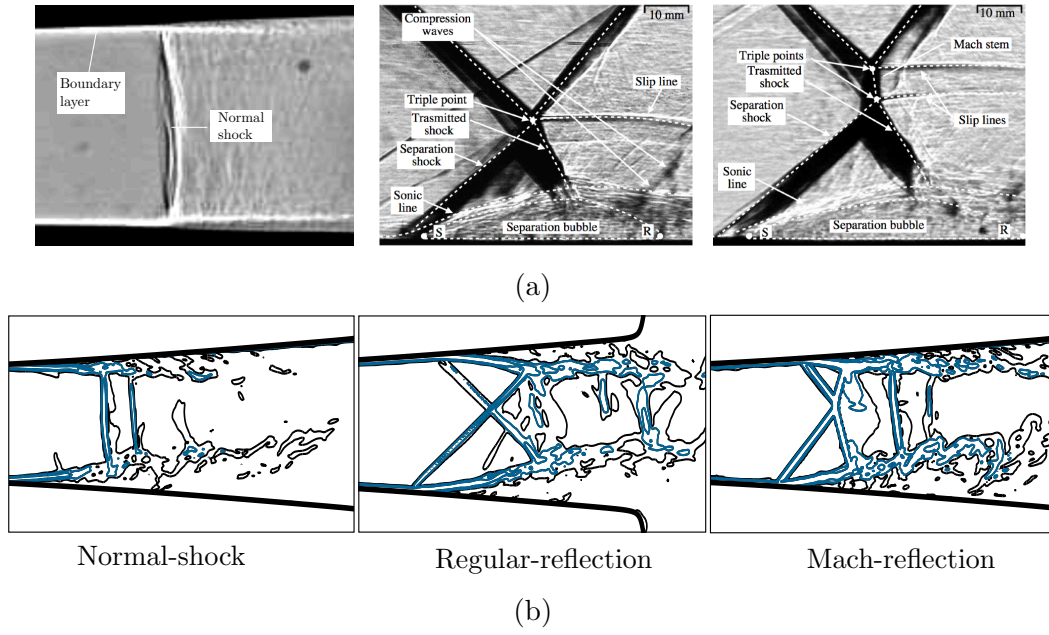 Boundary
layer
Normal
shock
10 mm
Compression
waves
Slip line
Triple point
Trasmitted
shock
Separation
shock
Sonic
line
Separation bubble
S
R
10 mm
Mach stem
Triple points
Trasmitted
shock
Separation
shock
Slip lines
Sonic
line
Separation bubble
S
R
(a)
Normal-shock
Regular-reflection
Mach-reflection
(b)